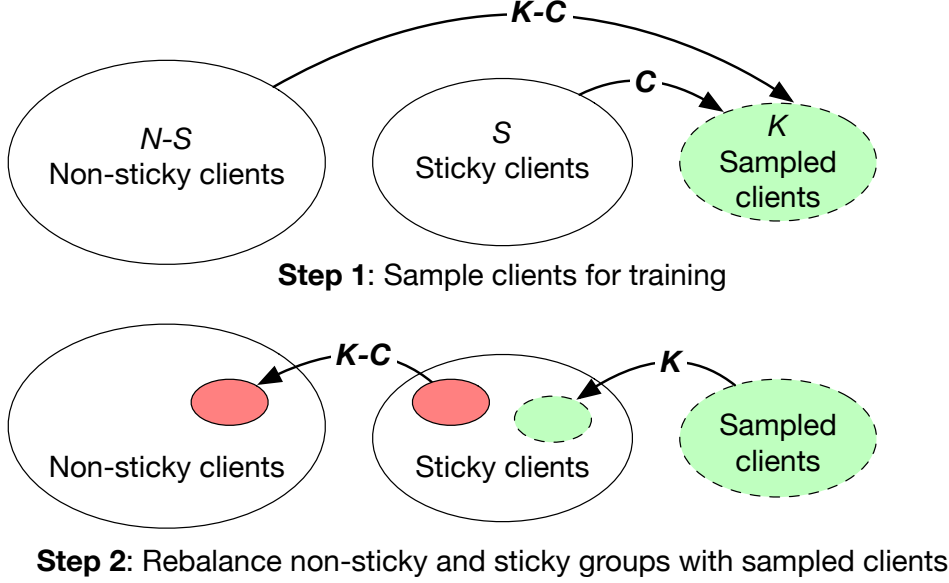 K-C
C
N-S
Non-sticky clients
S
Sticky clients
K
Sampled
clients
Step 1: Sample clients for training
K-C
K
Non-sticky clients
Sticky clients
Sampled
clients
Step 2: Rebalance non-sticky and sticky groups with sampled clients